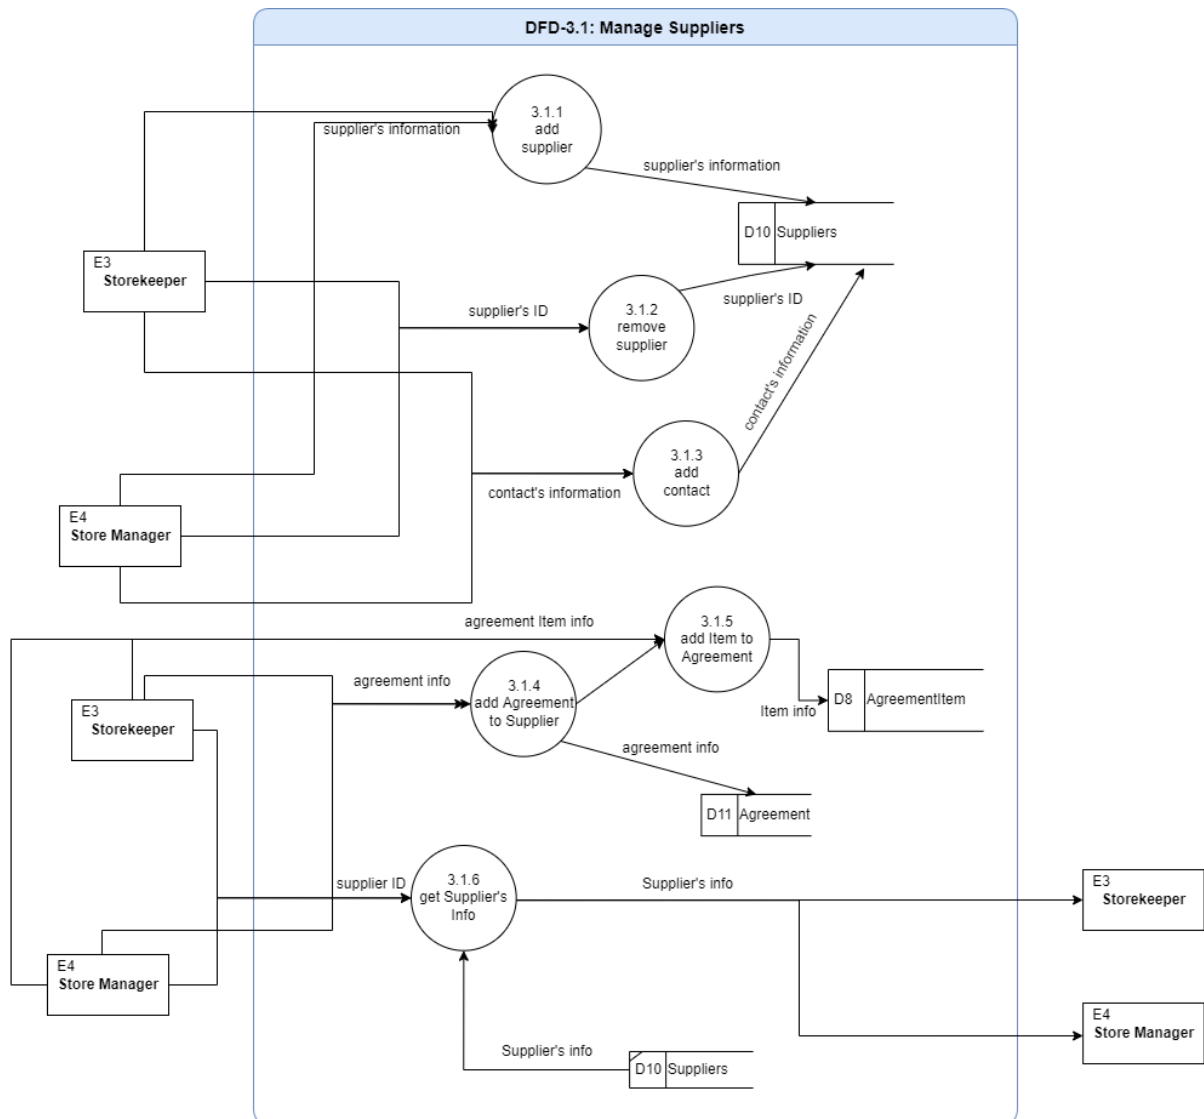 DFD-3.1: Manage Suppliers
3.1.1
add
supplier
supplier's information
supplier's information
D10
Suppliers
E3
Storekeeper
supplier's ID
3.1.2
remove
supplier
supplier's ID
contact's information
3.1.3
add
contact
contact's information
E4
Store Manager
agreement Item info
3.1.5
add Item to
Agreement
agreement info
3.1.4
add Agreement
to Supplier
D8
AgreementItem
Item info
E3
Storekeeper
agreement info
D11
Agreement
supplier ID
3.1.6
get Supplier's
Info
Supplier's info
E3
Storekeeper
E4
Store Manager
E4
Store Manager
Supplier's info
D10
Suppliers